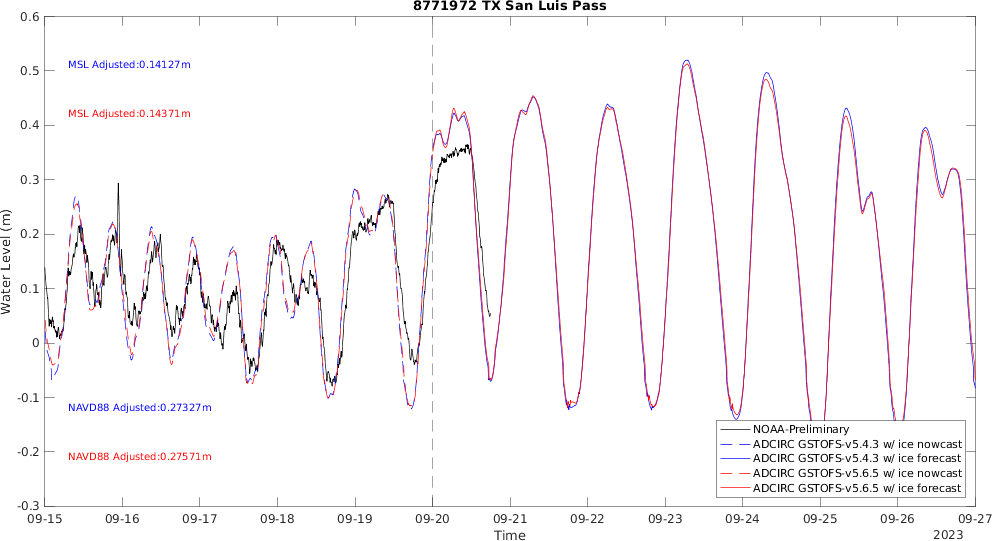 8771972 TX San Luis Pass
0.6
0.5
0.4
0.3
0.2
0.1
0
-0.1
-0.2
-0.3
Water Level (m)
MSL Adjusted:0.14127m
MSL Adjusted:0.14371m
NAVD88 Adjusted:0.27327m
NAVD88 Adjusted:0.27571m
NOAA-Preliminary
ADCIRC GSTOFS-v5.4.3 w/ ice nowcast
ADCIRC GSTOFS-v5.4.3 w/ ice forecast
ADCIRC GSTOFS-v5.6.5 w/ ice nowcast
ADCIRC GSTOFS-v5.6.5 w/ ice forecast
09-15 09-16 09-17 09-18 09-19 09-20 09-21 09-22 09-23 09-24 09-25 09-26 09-27
Time
2023